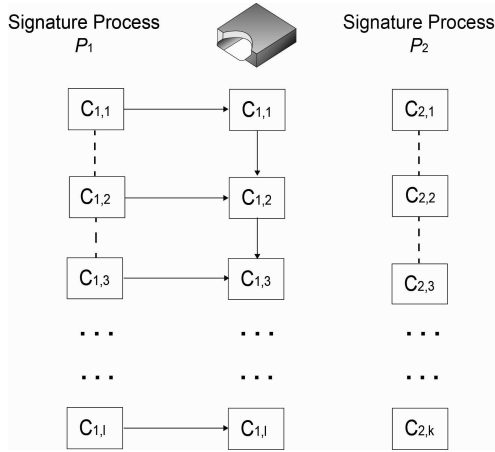 Signature Process
P1
Signature Process
P2
C1,1
C1,1
C2,1
C1,2
C1,2
C2,2
C1,3
C1,3
C2,3
. . .
. . .
. . .
. . .
. . .
. . .
C1,l
C1,l
C2,k